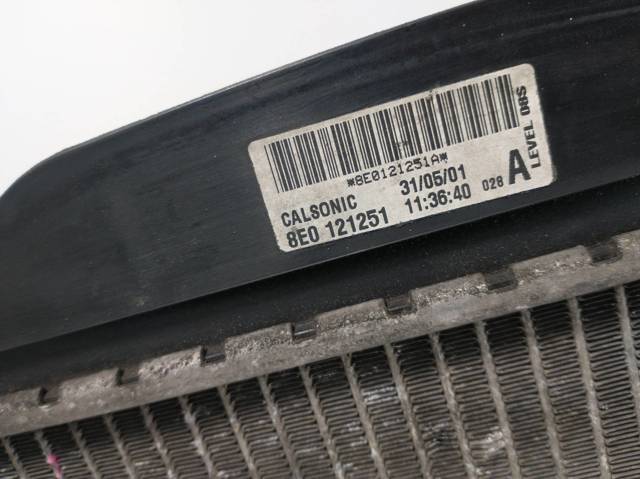 *8E0121251A*
CALSONIC 31/05/01
8E0 121251 11:36:40 028 A
LEVEL 08S